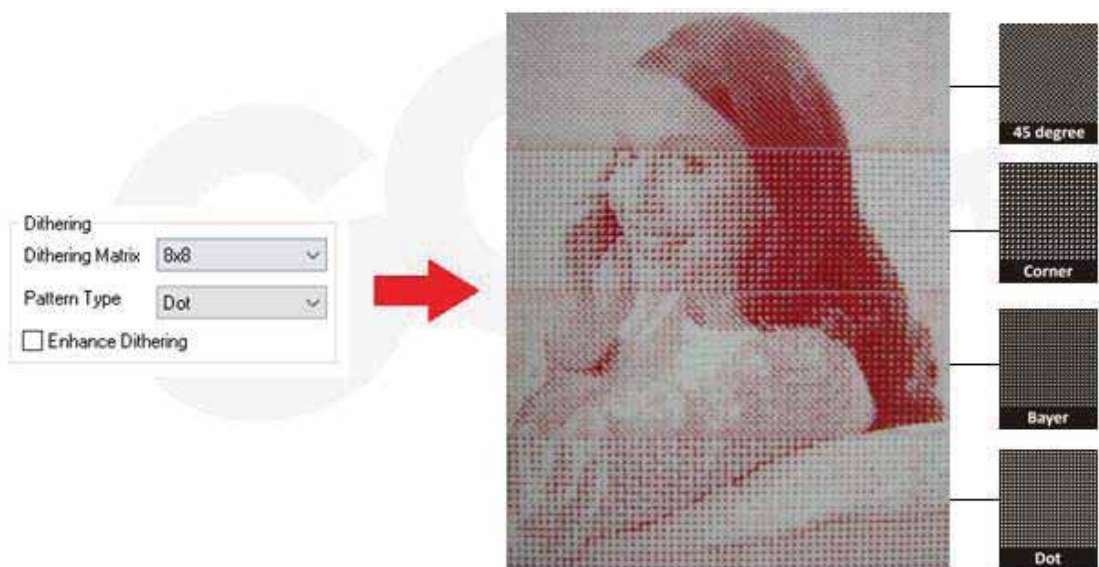 Dithering
Dithering Matrix 8x8
Pattern Type Dot
Enhance Dithering
45 degree
Corner
Bayer
Dot